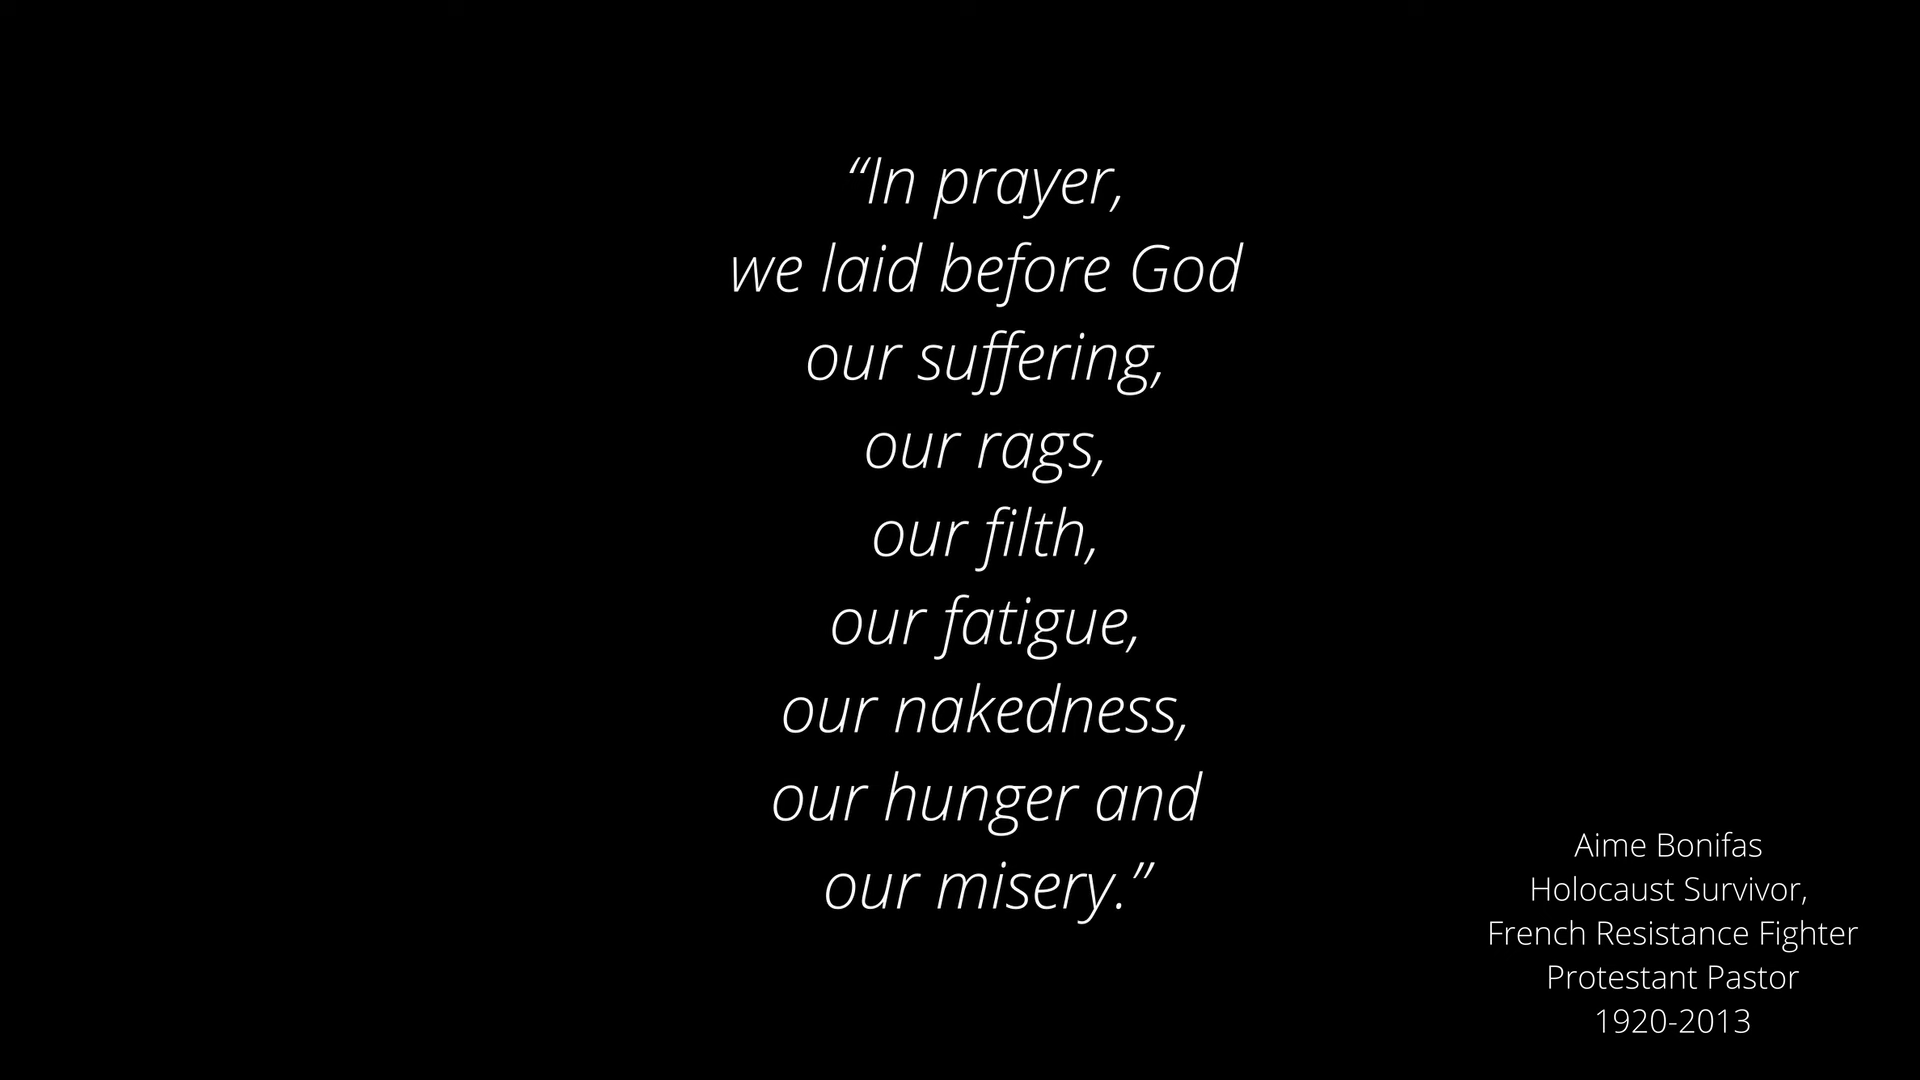 “In prayer,
we laid before God
our suffering,
our rags,
our filth,
our fatigue,
our nakedness,
our hunger and
our misery.”
Aime Bonifas
Holocaust Survivor,
French Resistance Fighter
Protestant Pastor
1920-2013